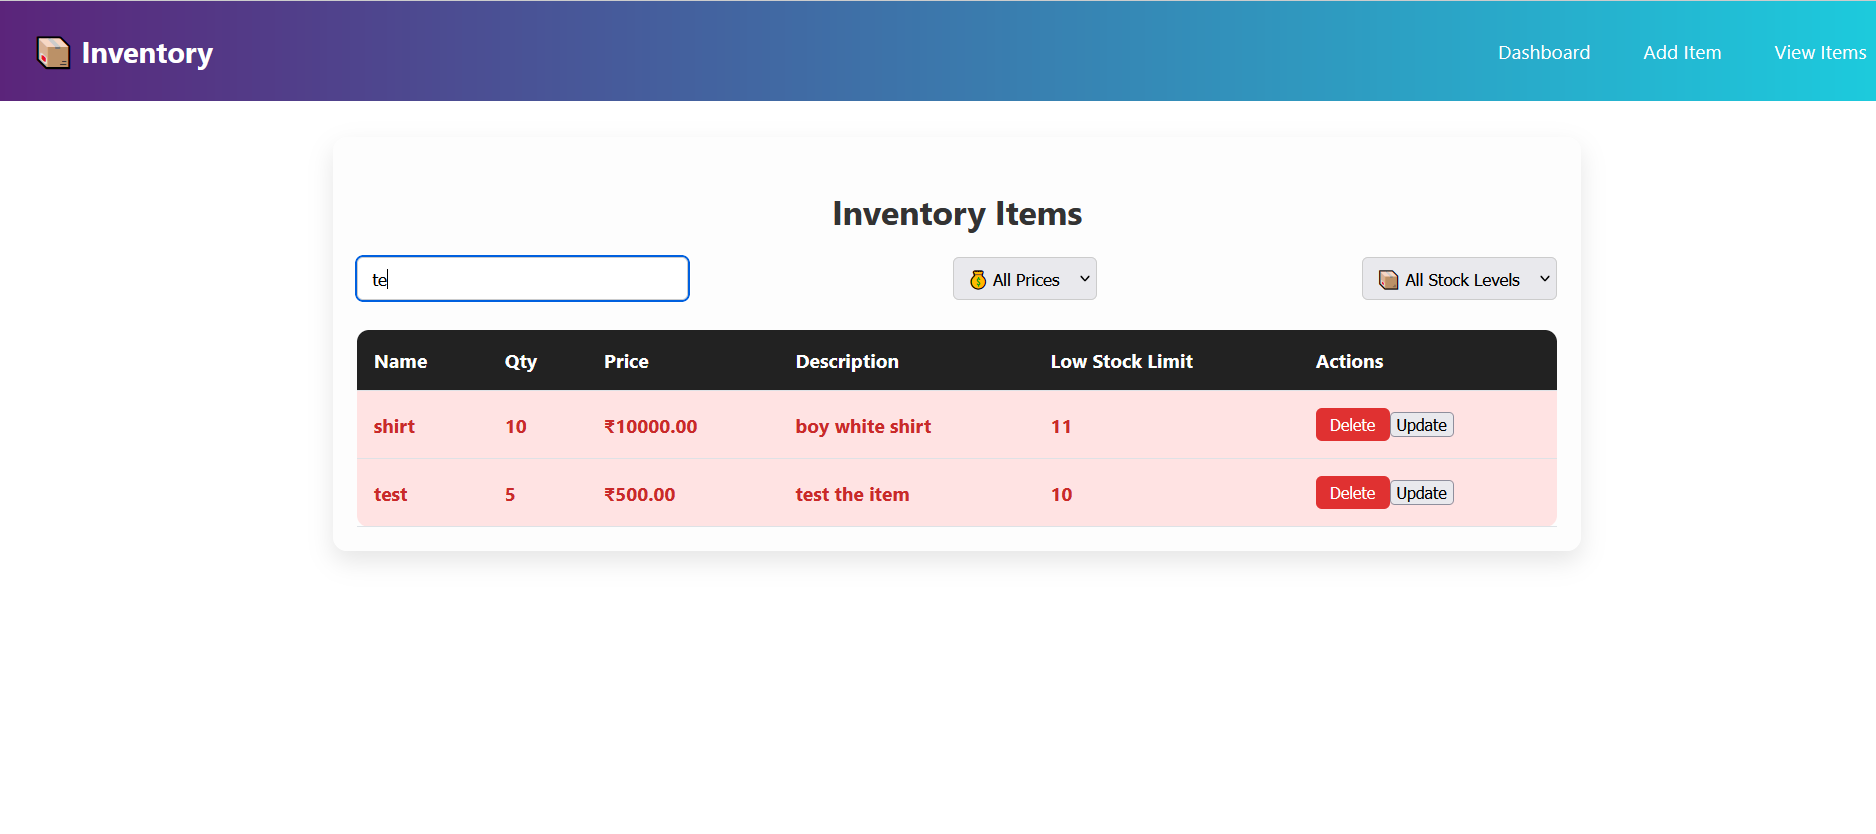 Inventory
Dashboard Add Item View Items
Inventory Items
te All Prices All Stock Levels
Name Qty Price Description Low Stock Limit Actions
shirt 10 ₹10000.00 boy white shirt 11 Delete Update
test 5 ₹500.00 test the item 10 Delete Update